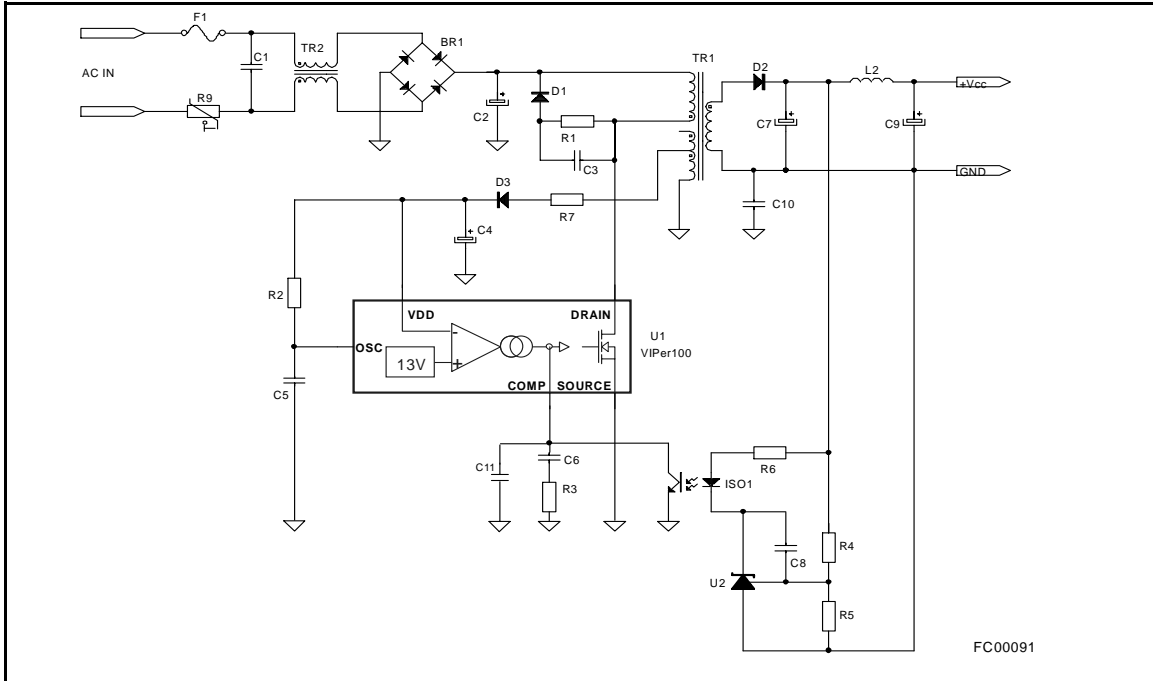 F1
TR2
BR1
TR1
C1
D1
D2
L2
AC IN
+Vcc
R9
C2
C7
C9
R1
C3
GND
D3
R7
C10
C4
R2
VDD
DRAIN
U1
VIPer100
OSC
13V
-
+
COMP SOURCE
C5
C11
C6
R6
R3
ISO1
C8
R4
U2
R5
FC00091